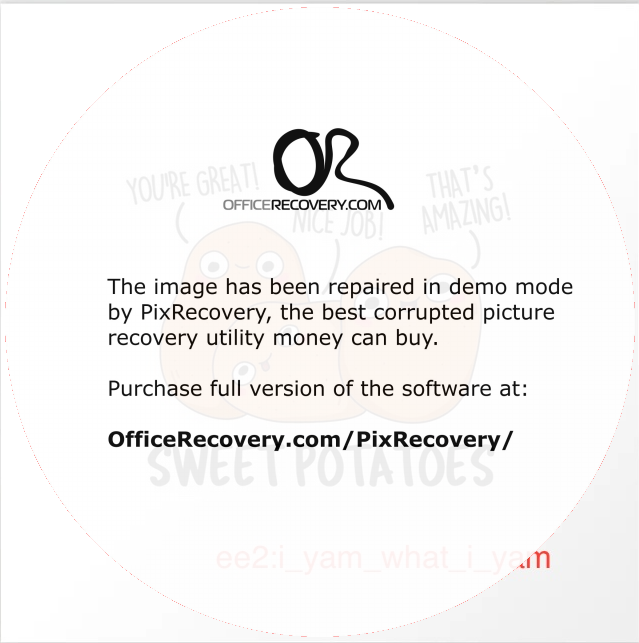 YOU'RE GREAT!
THAT'S
AMAZING!
NICE JOB!
OR
OFFICERECOVERY.COM
The image has been repaired in demo mode
by PixRecovery, the best corrupted picture
recovery utility money can buy.
Purchase full version of the software at:
OfficeRecovery.com/PixRecovery/
SWEET POTATOES
ee2:i_yam_what_i_yam